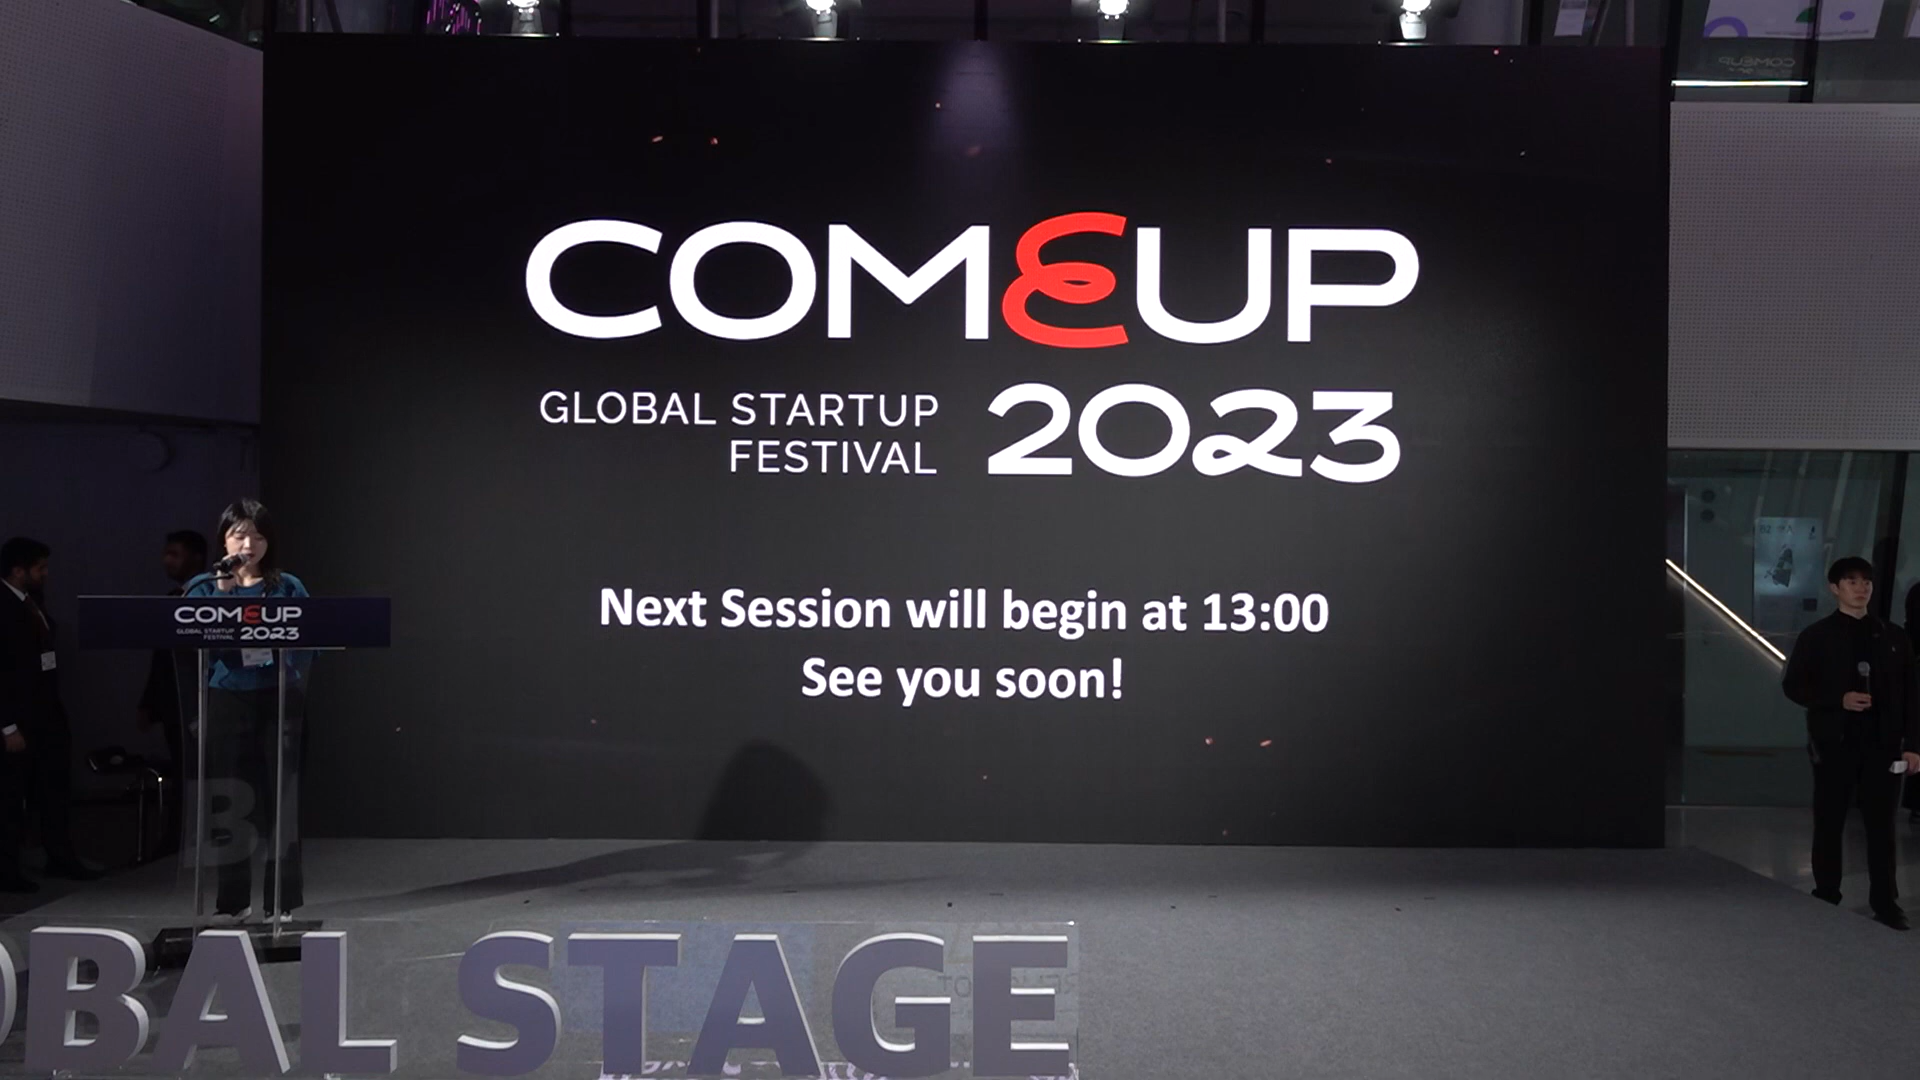 COMEUP
GLOBAL STARTUP
FESTIVAL
2023
Next Session will begin at 13:00
See you soon!
COMEUP
GLOBAL STARTUP
FESTIVAL
2023
OBAL STAGE